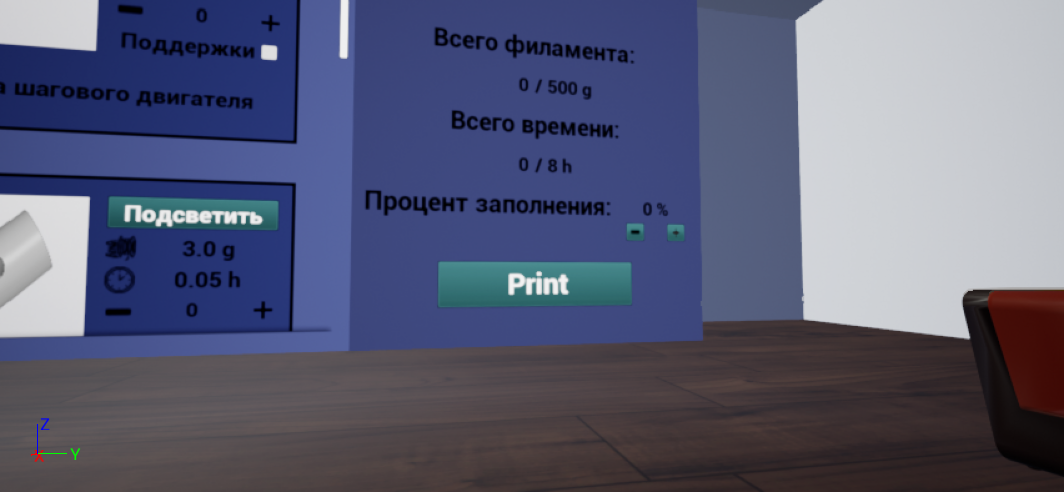 0
Поддержки
а шагового двигателя
Подсветить
3.0 g
0.05 h
0
Всего филамента:
0 / 500 g
Всего времени:
0 / 8 h
Процент заполнения: 0 %
Print
Z
X
Y